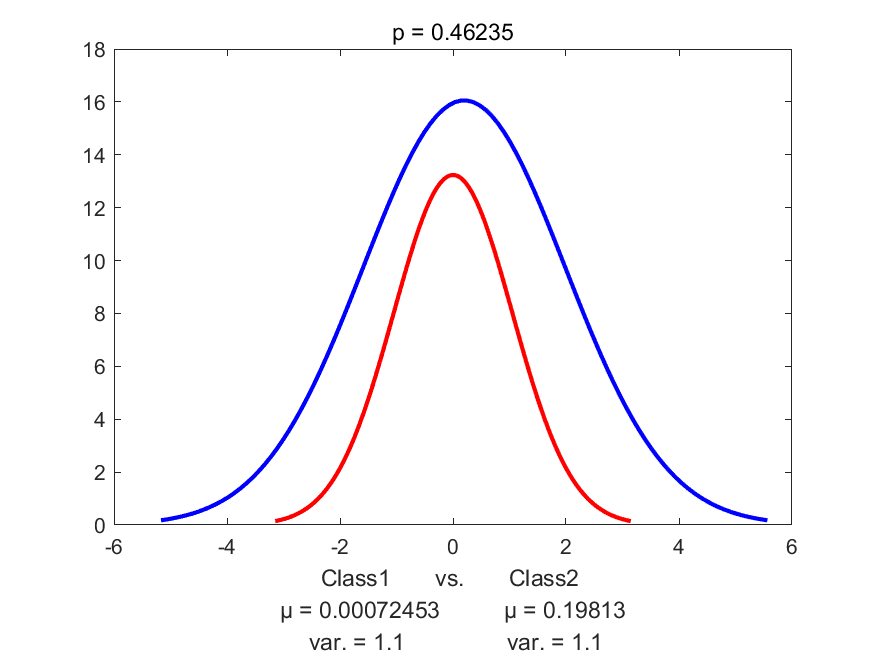 p = 0.46235
18
16
14
12
10
8
6
4
2
0
-6 -4 -2 0 2 4 6
Class1 vs. Class2
μ = 0.00072453 μ = 0.19813
var. = 1.1 var. = 1.1